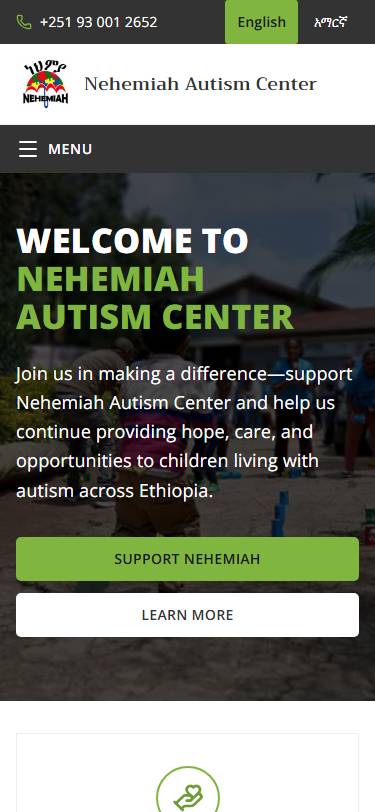 +251 93 001 2652
English
አማርኛ
ነህምያ
NEHEMIAH
Nehemiah Autism Center
MENU
WELCOME TO
NEHEMIAH
AUTISM CENTER
Join us in making a difference—support
Nehemiah Autism Center and help us
continue providing hope, care, and
opportunities to children living with
autism across Ethiopia.
SUPPORT NEHEMIAH
LEARN MORE